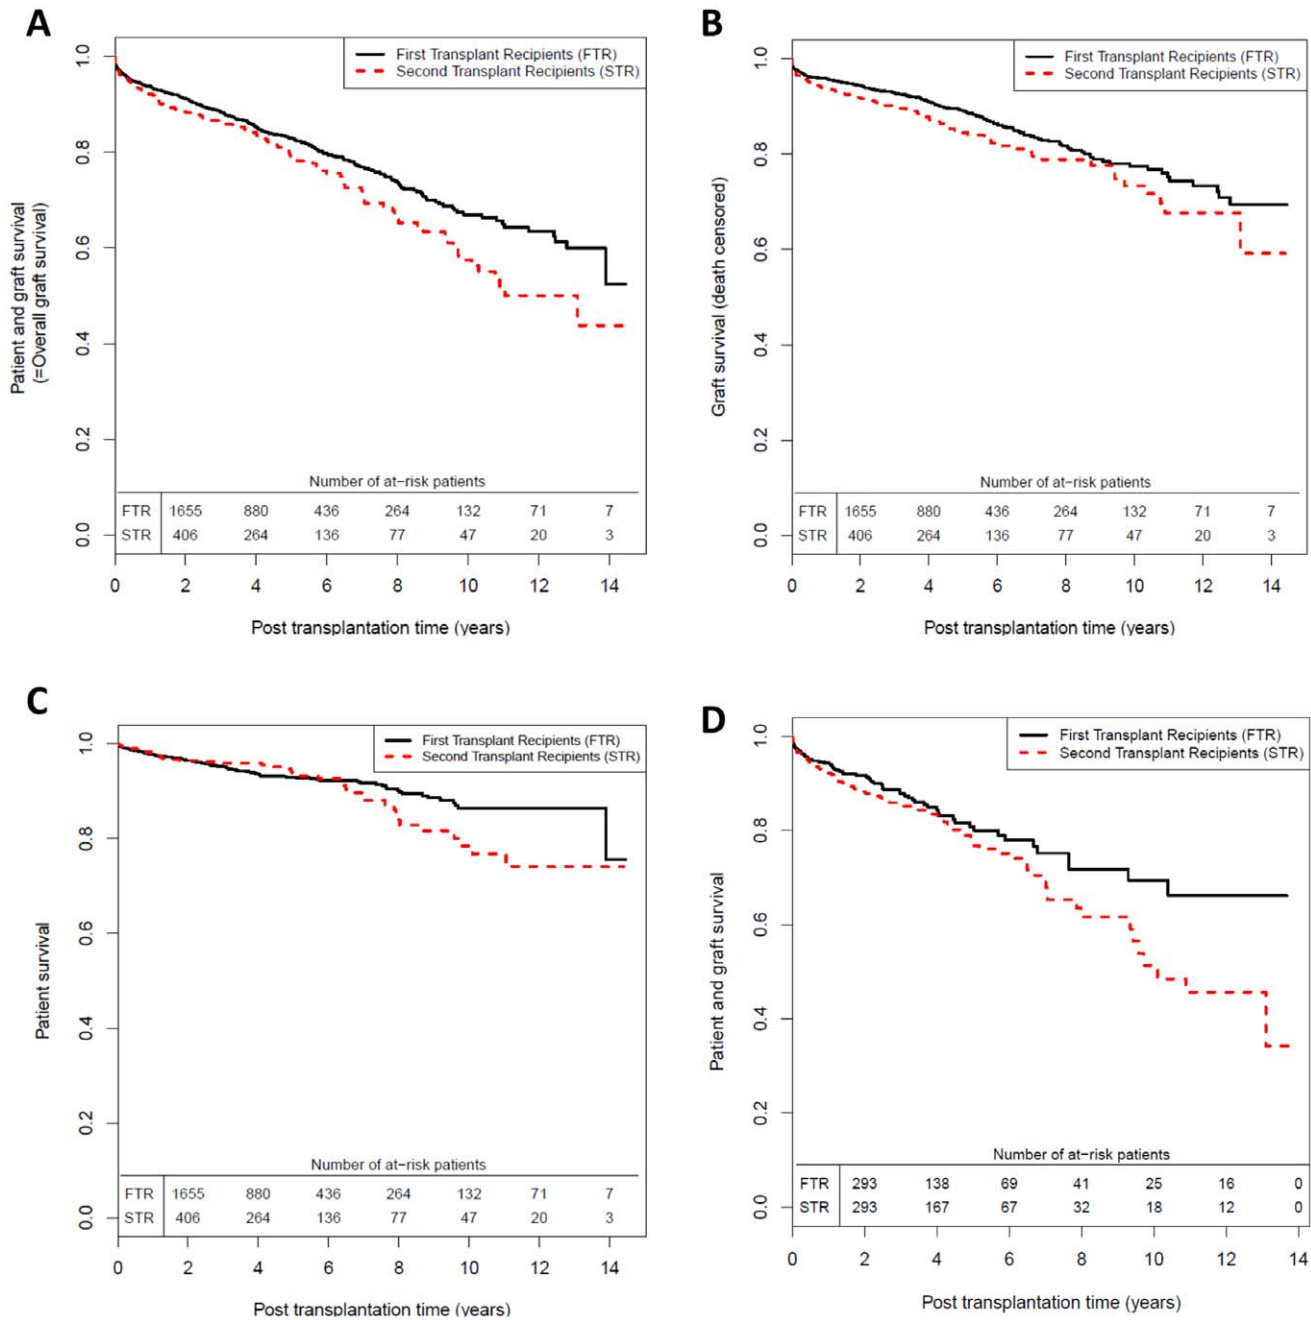 A
First Transplant Recipients (FTR)
Second Transplant Recipients (STR)
Patient and graft survival
(=Overall graft survival)
1.0
0.8
0.6
0.4
0.2
0.0
Number of at-risk patients
FTR 1655 880 436 264 132 71 7
STR 406 264 136 77 47 20 3
0 2 4 6 8 10 12 14
Post transplantation time (years)
B
First Transplant Recipients (FTR)
Second Transplant Recipients (STR)
Graft survival (death censored)
1.0
0.8
0.6
0.4
0.2
0.0
Number of at-risk patients
FTR 1655 880 436 264 132 71 7
STR 406 264 136 77 47 20 3
0 2 4 6 8 10 12 14
Post transplantation time (years)
C
First Transplant Recipients (FTR)
Second Transplant Recipients (STR)
Patient survival
1.0
0.8
0.6
0.4
0.2
0.0
Number of at-risk patients
FTR 1655 880 436 264 132 71 7
STR 406 264 136 77 47 20 3
0 2 4 6 8 10 12 14
Post transplantation time (years)
D
First Transplant Recipients (FTR)
Second Transplant Recipients (STR)
Patient and graft survival
1.0
0.8
0.6
0.4
0.2
0.0
Number of at-risk patients
FTR 293 138 69 41 25 16 0
STR 293 167 67 32 18 12 0
0 2 4 6 8 10 12 14
Post transplantation time (years)